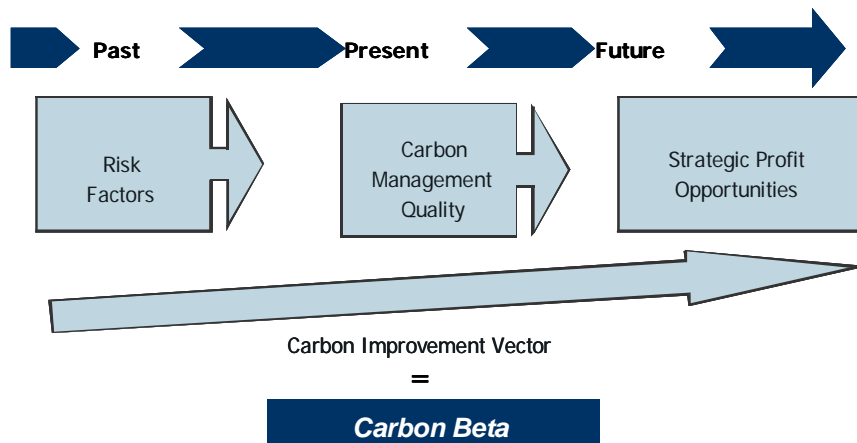 Past Present Future
Risk
Factors
Carbon
Management
Quality
Strategic Profit
Opportunities
Carbon Improvement Vector
=
Carbon Beta